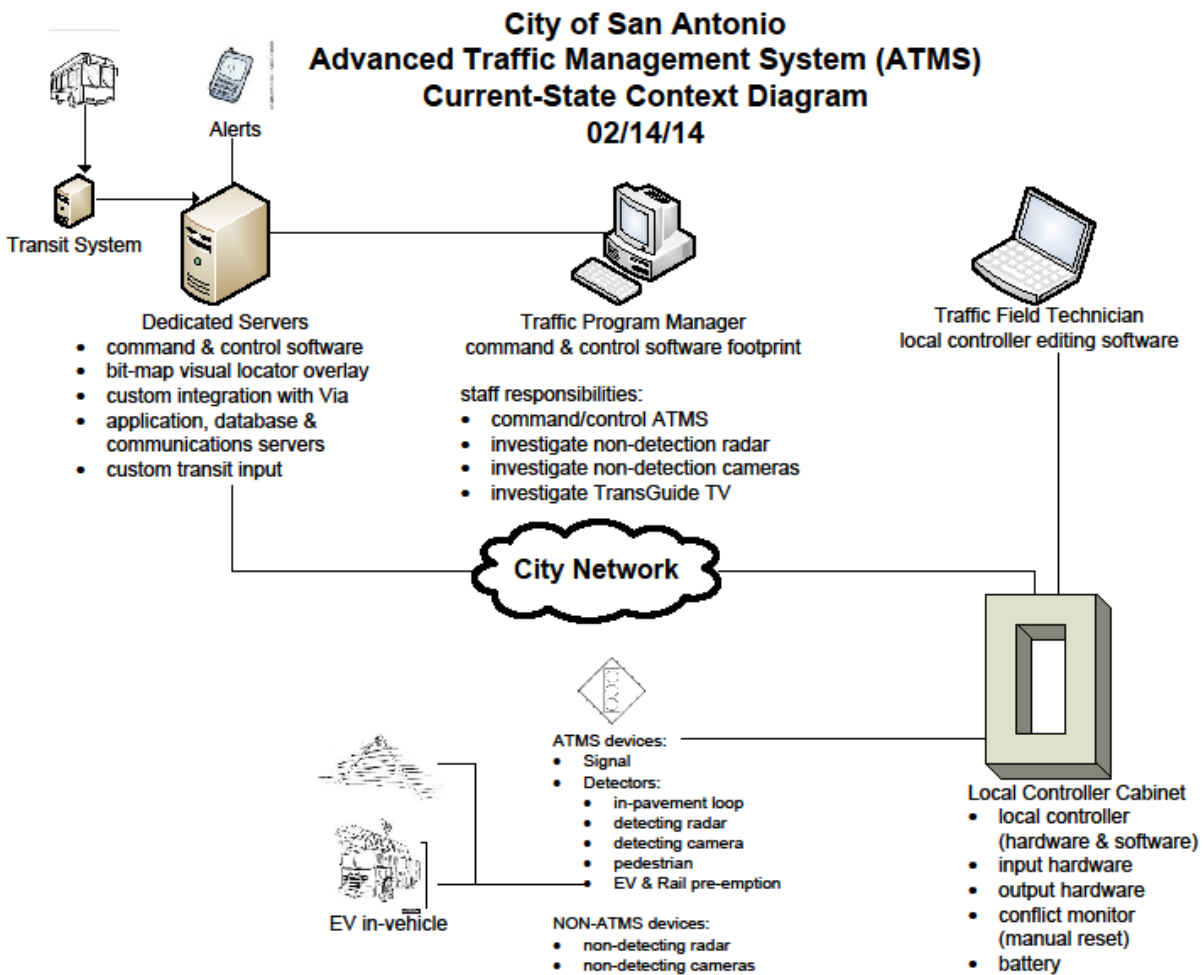 City of San Antonio
Advanced Traffic Management System (ATMS)
Current-State Context Diagram
02/14/14
Alerts
Transit System
Dedicated Servers
• command & control software
• bit-map visual locator overlay
• custom integration with Via
• application, database &
communications servers
• custom transit input
Traffic Program Manager
command & control software footprint
staff responsibilities:
• command/control ATMS
• investigate non-detection radar
• investigate non-detection cameras
• investigate TransGuide TV
Traffic Field Technician
local controller editing software
City Network
ATMS devices:
• Signal
• Detectors:
• in-pavement loop
• detecting radar
• detecting camera
• pedestrian
• EV & Rail pre-emption
EV in-vehicle
NON-ATMS devices:
• non-detecting radar
• non-detecting cameras
Local Controller Cabinet
• local controller
(hardware & software)
• input hardware
• output hardware
• conflict monitor
(manual reset)
• battery